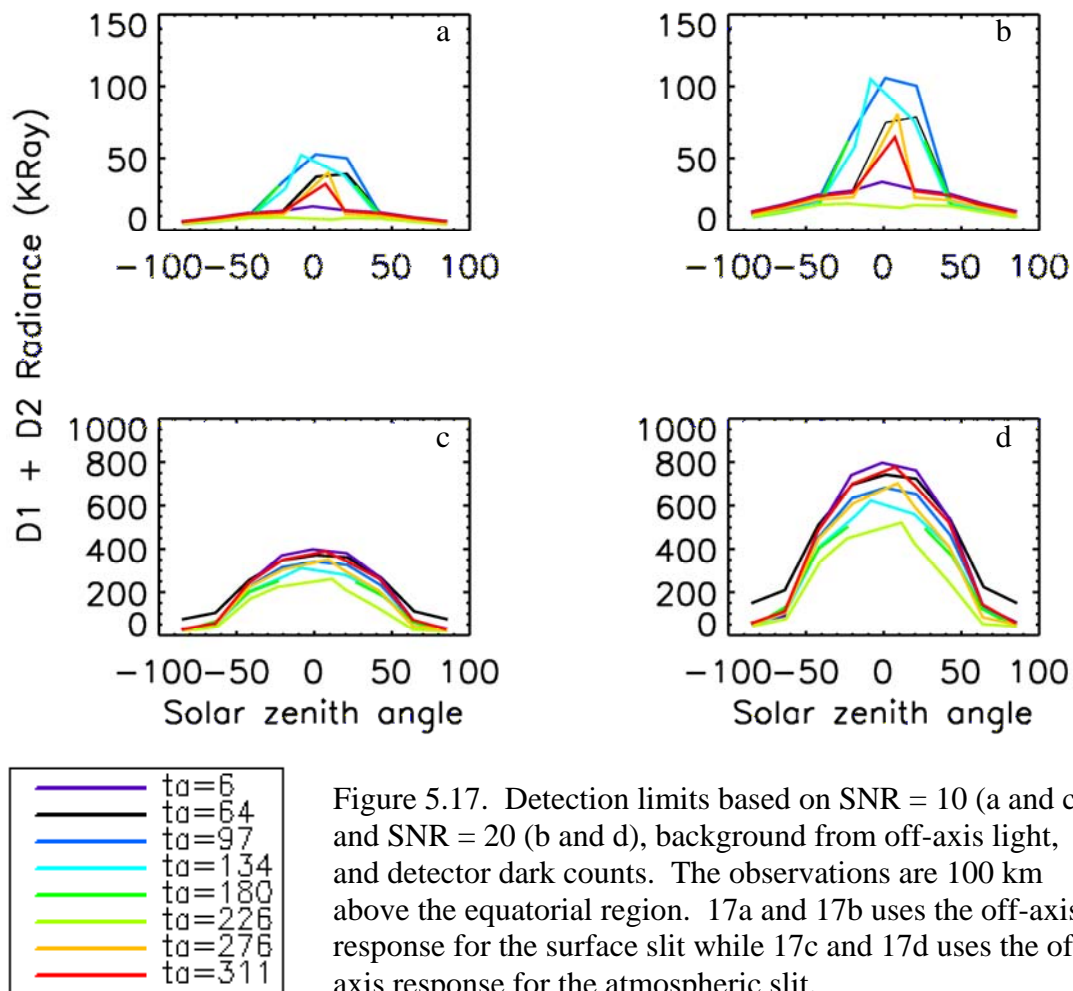 150
100
50
0
a
−100−50 0 50 100
150
100
50
0
b
−100−50 0 50 100
D1 + D2 Radiance (KRay)
1000
800
600
400
200
0
c
−100−50 0 50 100
Solar zenith angle
1000
800
600
400
200
0
d
−100−50 0 50 100
Solar zenith angle
ta=6
ta=64
ta=97
ta=134
ta=180
ta=226
ta=276
ta=311
Figure 5.17. Detection limits based on SNR = 10 (a and c
and SNR = 20 (b and d), background from off-axis light,
and detector dark counts. The observations are 100 km
above the equatorial region. 17a and 17b uses the off-axis
response for the surface slit while 17c and 17d uses the of
axis response for the atmospheric slit.